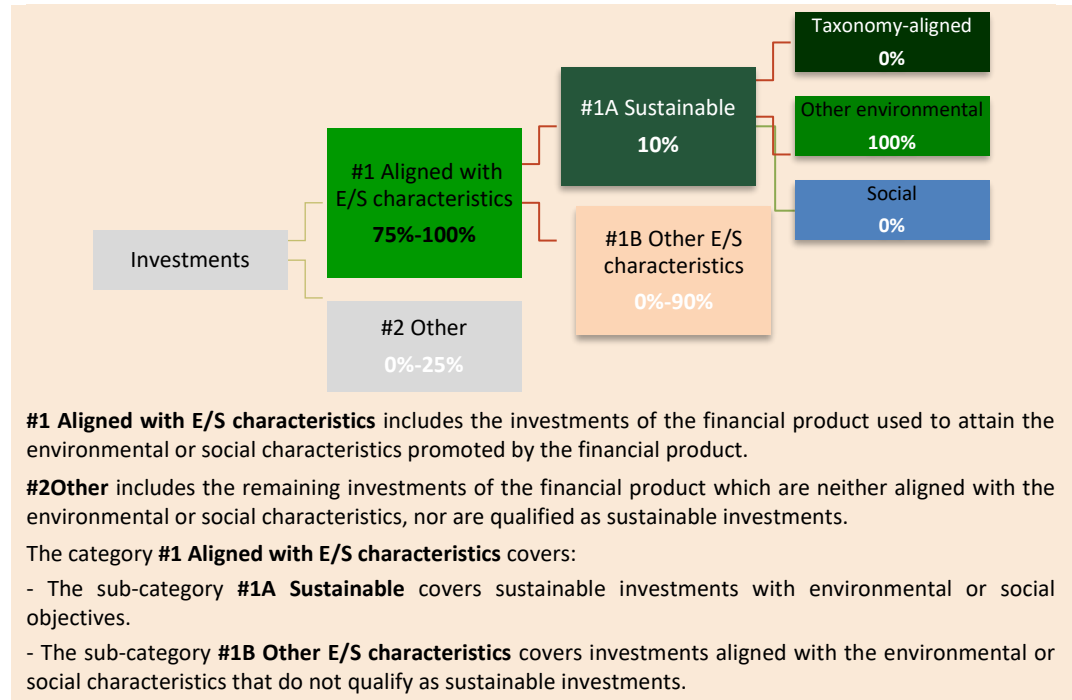 Taxonomy-aligned
0%
#1A Sustainable
10%
Other environmental
100%
#1 Aligned with
E/S characteristics
75%-100%
Social
0%
#1B Other E/S
characteristics
0%-90%
Investments
#2 Other
0%-25%
#1 Aligned with E/S characteristics includes the investments of the financial product used to attain the
environmental or social characteristics promoted by the financial product.
#2Other includes the remaining investments of the financial product which are neither aligned with the
environmental or social characteristics, nor are qualified as sustainable investments.
The category #1 Aligned with E/S characteristics covers:
- The sub-category #1A Sustainable covers sustainable investments with environmental or social
objectives.
- The sub-category #1B Other E/S characteristics covers investments aligned with the environmental or
social characteristics that do not qualify as sustainable investments.